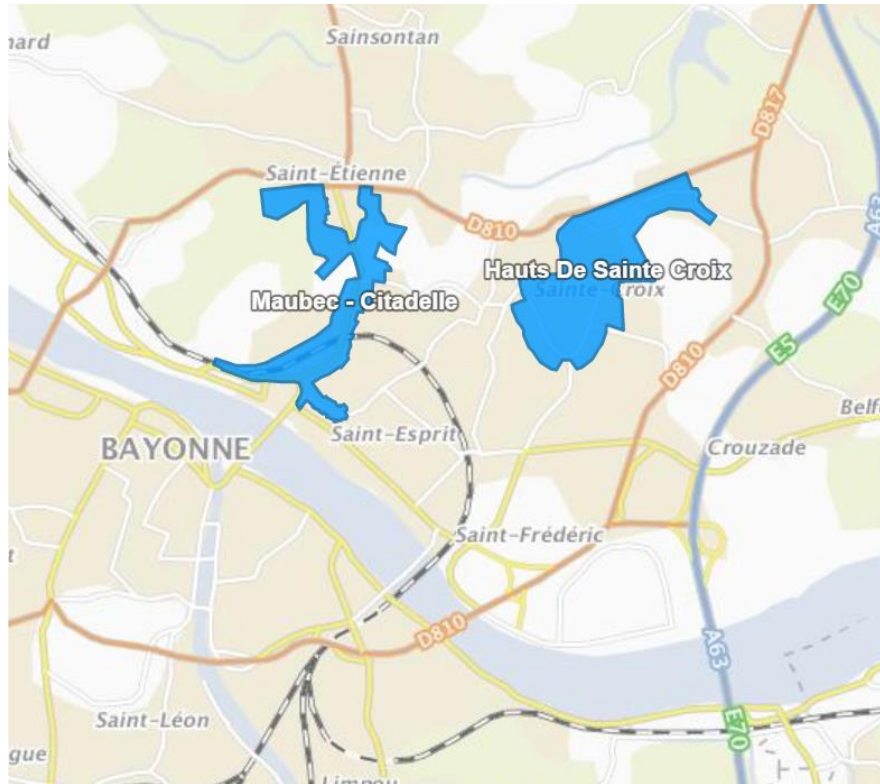 nard
Sainsontan
D817
Saint-Étienne
A63
D810
Hauts De Sainte Croix
Sainte-Croix
Maubec - Citadelle
E70
E5
D810
Belf
Saint-Esprit
BAYONNE
Crouzade
Saint-Frédéric
t
D810
A63
Saint-Léon
E70
gue
Limpou